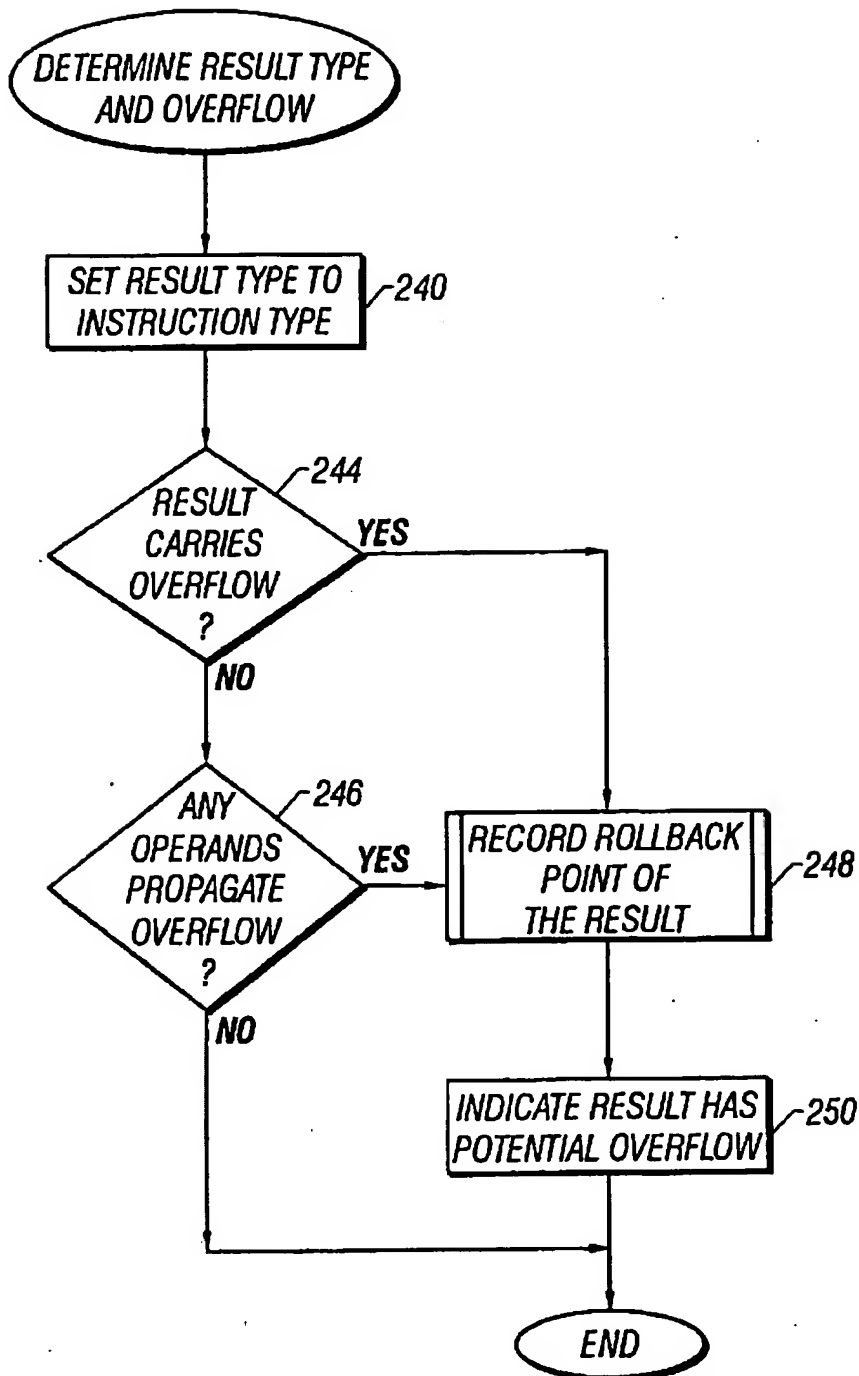 DETERMINE RESULT TYPE
AND OVERFLOW
SET RESULT TYPE TO
INSTRUCTION TYPE
240
RESULT
CARRIES
OVERFLOW
?
244
YES
NO
ANY
OPERANDS
PROPAGATE
OVERFLOW
?
246
YES
NO
RECORD ROLLBACK
POINT OF
THE RESULT
248
INDICATE RESULT HAS
POTENTIAL OVERFLOW
250
END